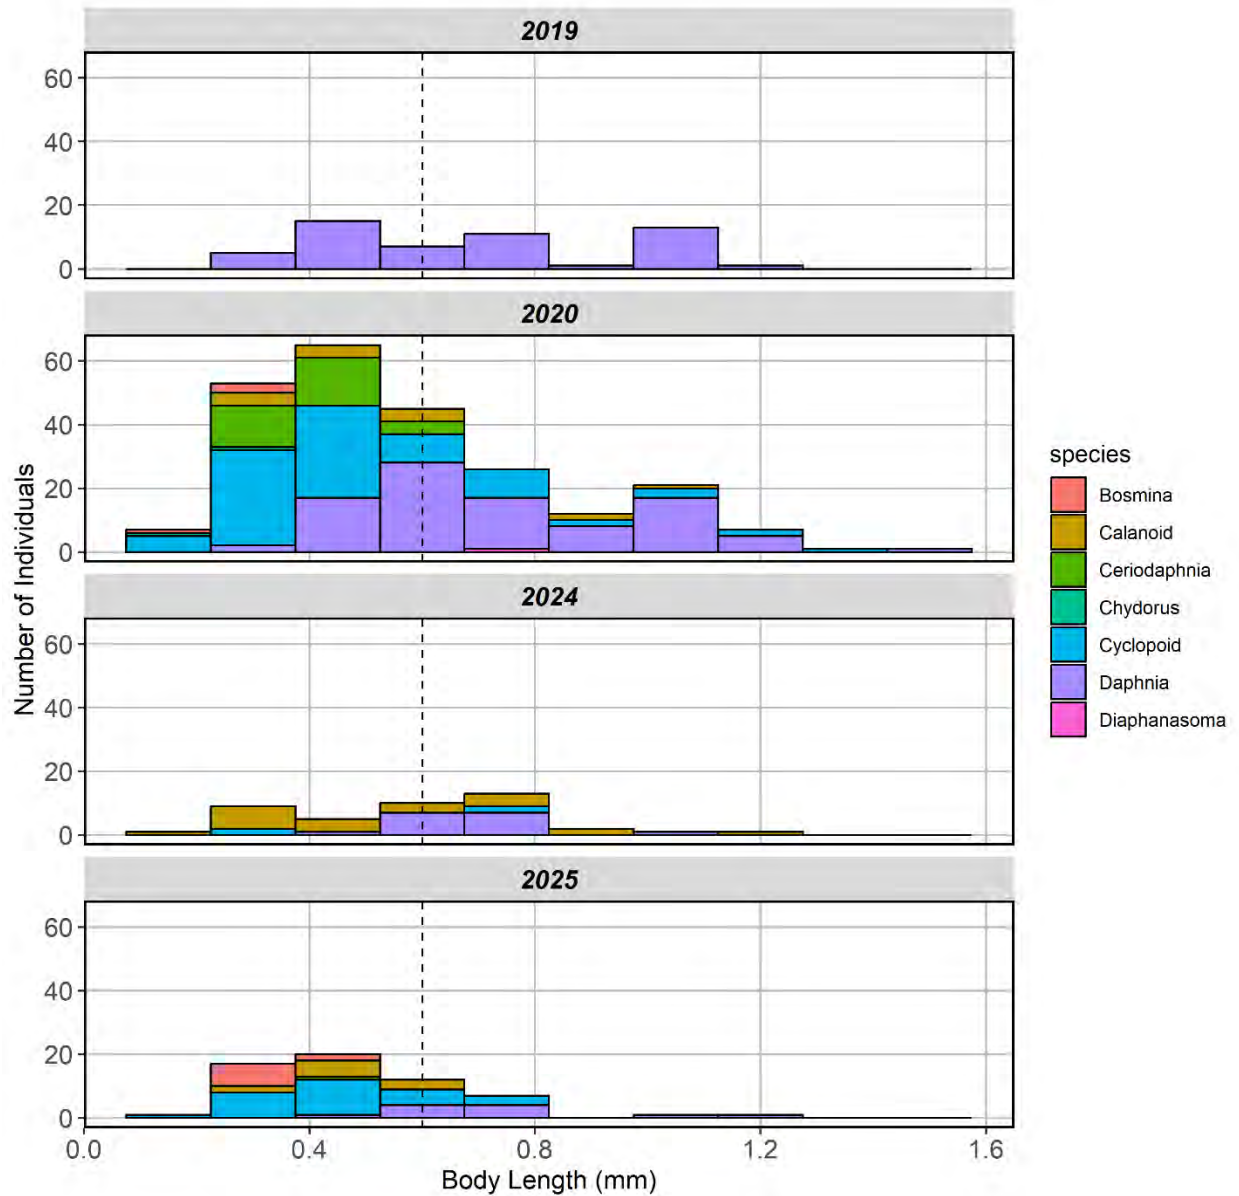 2019
60
40
20
0
2020
60
40
20
0
2024
60
40
20
0
2025
60
40
20
0
0.0 0.4 0.8 1.2 1.6
Body Length (mm)
Number of Individuals
species
Bosmina
Calanoid
Ceriodaphnia
Chydorus
Cyclopoid
Daphnia
Diaphanasoma